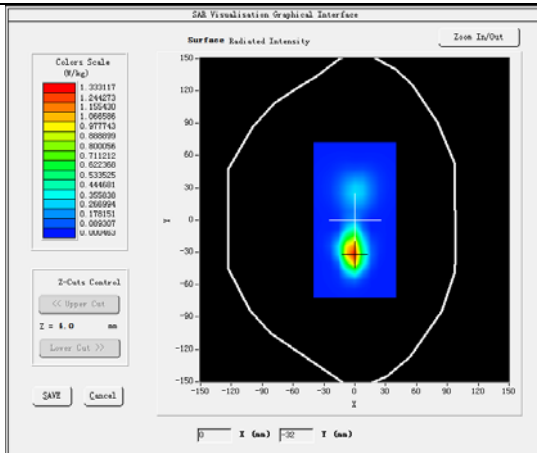 SAR Visualisation Graphical Interface
Surface Radiated Intensity
Zoom In/Out
Colors Scale
(W/kg)
1.333117
1.244273
1.155430
1.066586
0.977743
0.888899
0.800056
0.711212
0.622368
0.533525
0.444681
0.355838
0.266994
0.178151
0.089307
0.000463
150
120
90
60
30
0
-30
-60
-90
-120
-150
Y
-150 -120 -90 -60 -30 0 30 60 90 120 150
X
Z-Cuts Control
<< Upper Cut
Z = 4.0 mm
Lower Cut >>
SAVE Cancel
0 X (mm) -32 Y (mm)